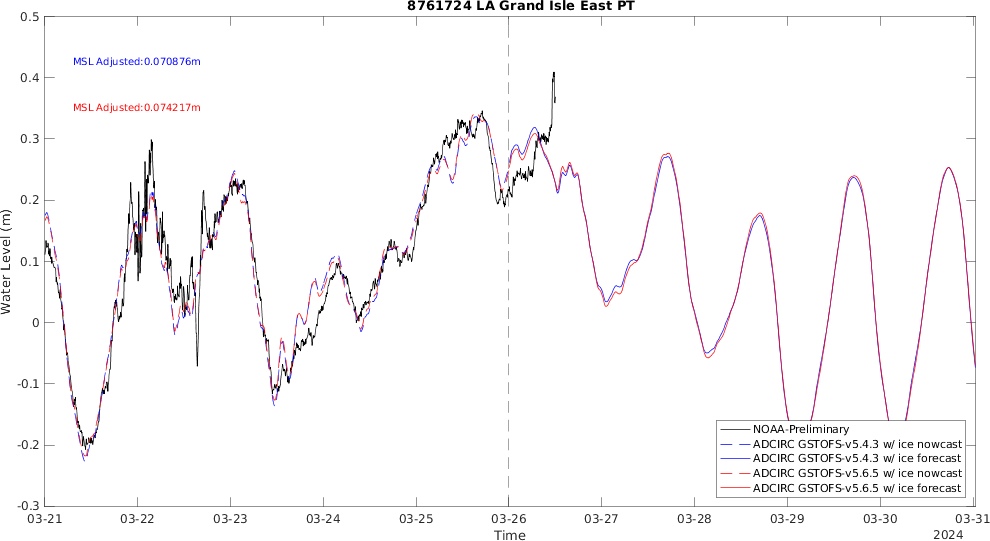 8761724 LA Grand Isle East PT
MSL Adjusted:0.070876m
MSL Adjusted:0.074217m
Water Level (m)
0.5
0.4
0.3
0.2
0.1
0
-0.1
-0.2
-0.3
NOAA-Preliminary
ADCIRC GSTOFS-v5.4.3 w/ ice nowcast
ADCIRC GSTOFS-v5.4.3 w/ ice forecast
ADCIRC GSTOFS-v5.6.5 w/ ice nowcast
ADCIRC GSTOFS-v5.6.5 w/ ice forecast
03-21 03-22 03-23 03-24 03-25 03-26 03-27 03-28 03-29 03-30 03-31
Time
2024